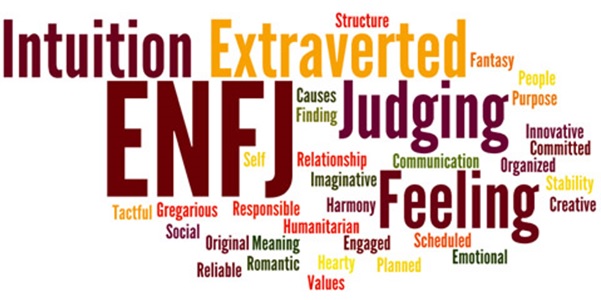 Structure
Intuition Extraverted
Fantasy
People
Causes
Purpose
ENFJ
Finding
Judging
Innovative
Committed
Self
Relationship
Communication
Organized
Imaginative
Feeling
Stability
Tactful Gregarious Responsible
Harmony
Creative
Humanitarian
Social
Original Meaning
Engaged
Scheduled
Emotional
Reliable
Romantic
Hearty
Planned
Values